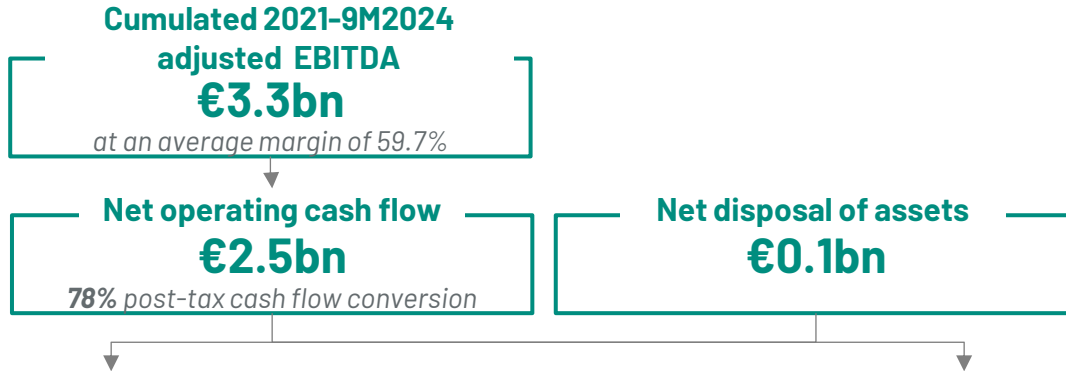 Cumulated 2021-9M2024
adjusted EBITDA
€3.3bn
at an average margin of 59.7%
Net operating cash flow
€2.5bn
78% post-tax cash flow conversion
Net disposal of assets
€0.1bn